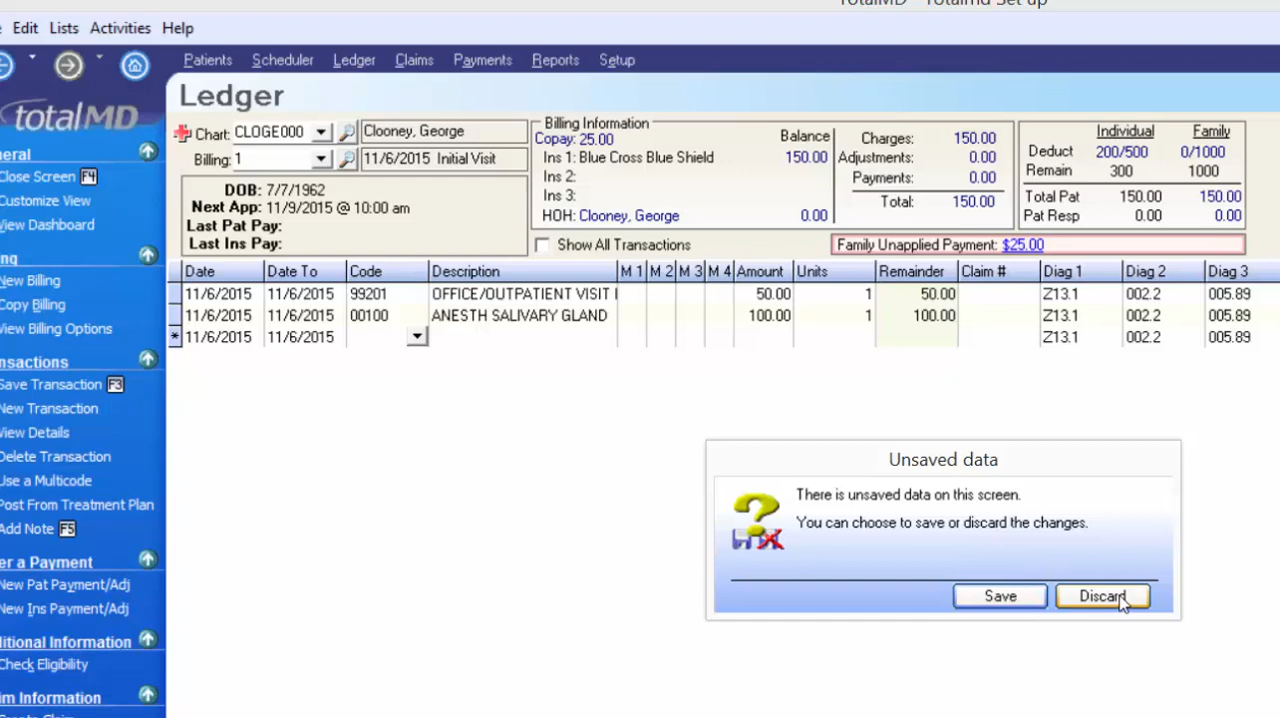 Edit Lists Activities Help
Patients Scheduler Ledger Claims Payments Reports Setup
totalMD
Ledger
Chart: CLOGE000 Clooney, George
Billing: 1 11/6/2015 Initial Visit
DOB: 7/7/1962
Next App: 11/9/2015 @ 10:00 am
Last Pat Pay:
Last Ins Pay:
Billing Information
Copay: 25.00 Balance
Ins 1: Blue Cross Blue Shield 150.00
Ins 2:
Ins 3:
HOH: Clooney, George 0.00
Charges: 150.00
Adjustments: 0.00
Payments: 0.00
Total: 150.00
Individual Family
Deduct 200/500 0/1000
Remain 300 1000
Total Pat 150.00 150.00
Pat Resp 0.00 0.00
Show All Transactions
Family Unapplied Payment: $25.00
Date Date To Code Description M 1 M 2 M 3 M 4 Amount Units Remainder Claim # Diag 1 Diag 2 Diag 3
11/6/2015 11/6/2015 99201 OFFICE/OUTPATIENT VISIT 50.00 1 50.00 Z13.1 002.2 005.89
11/6/2015 11/6/2015 00100 ANESTH SALIVARY GLAND 100.00 1 100.00 Z13.1 002.2 005.89
* 11/6/2015 11/6/2015 Z13.1 002.2 005.89
neral
Close Screen F4
Customize View
View Dashboard
ng
New Billing
Copy Billing
View Billing Options
nsactions
Save Transaction F3
New Transaction
View Details
Delete Transaction
Use a Multicode
Post From Treatment Plan
Add Note F5
er a Payment
New Pat Payment/Adj
New Ins Payment/Adj
ditional Information
Check Eligibility
im Information
Unsaved data
There is unsaved data on this screen.
You can choose to save or discard the changes.
Save Discard